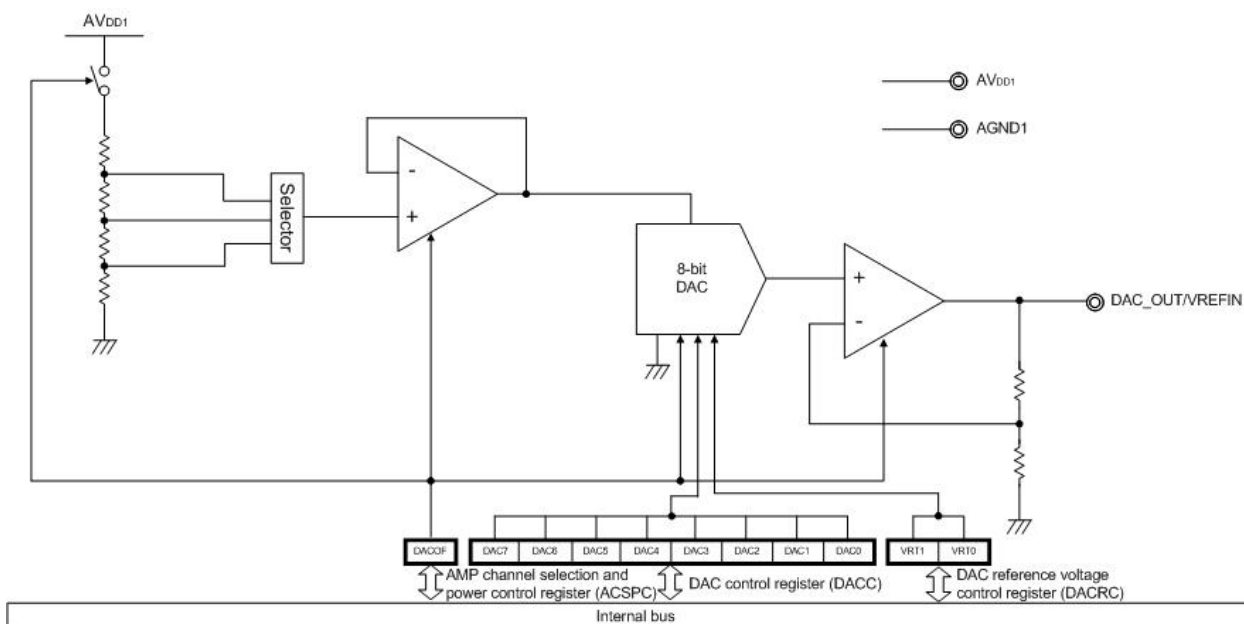 AVDD1
AVDD1
AGND1
Selector
-
+
8-bit
DAC
+
-
DAC_OUT/VREFIN
DACOF
DAC7 DAC6 DAC5 DAC4 DAC3 DAC2 DAC1 DAC0
VRT1 VRT0
AMP channel selection and
power control register (ACSPC)
DAC control register (DACC)
DAC reference voltage
control register (DACRC)
Internal bus